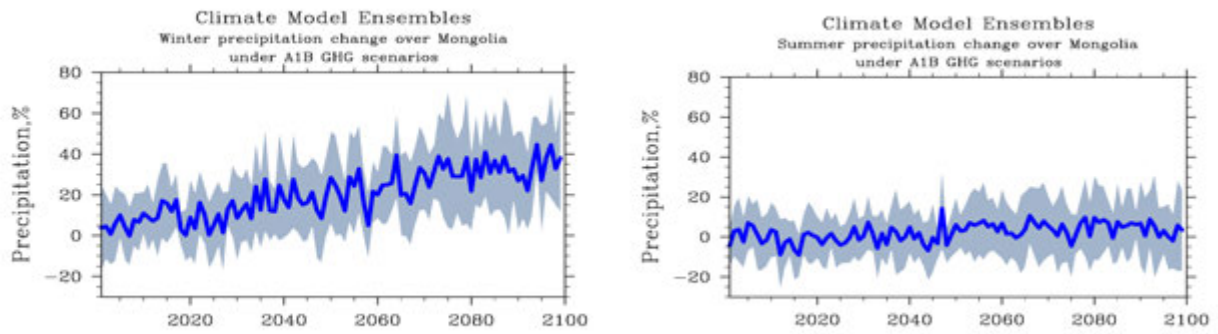 Climate Model Ensembles
Winter precipitation change over Mongolia
under A1B GHG scenarios
Precipitation,%
80
60
40
20
0
−20
2020 2040 2060 2080 2100
Climate Model Ensembles
Summer precipitation change over Mongolia
under A1B GHG scenarios
Precipitation,%
80
60
40
20
0
−20
2020 2040 2060 2080 2100